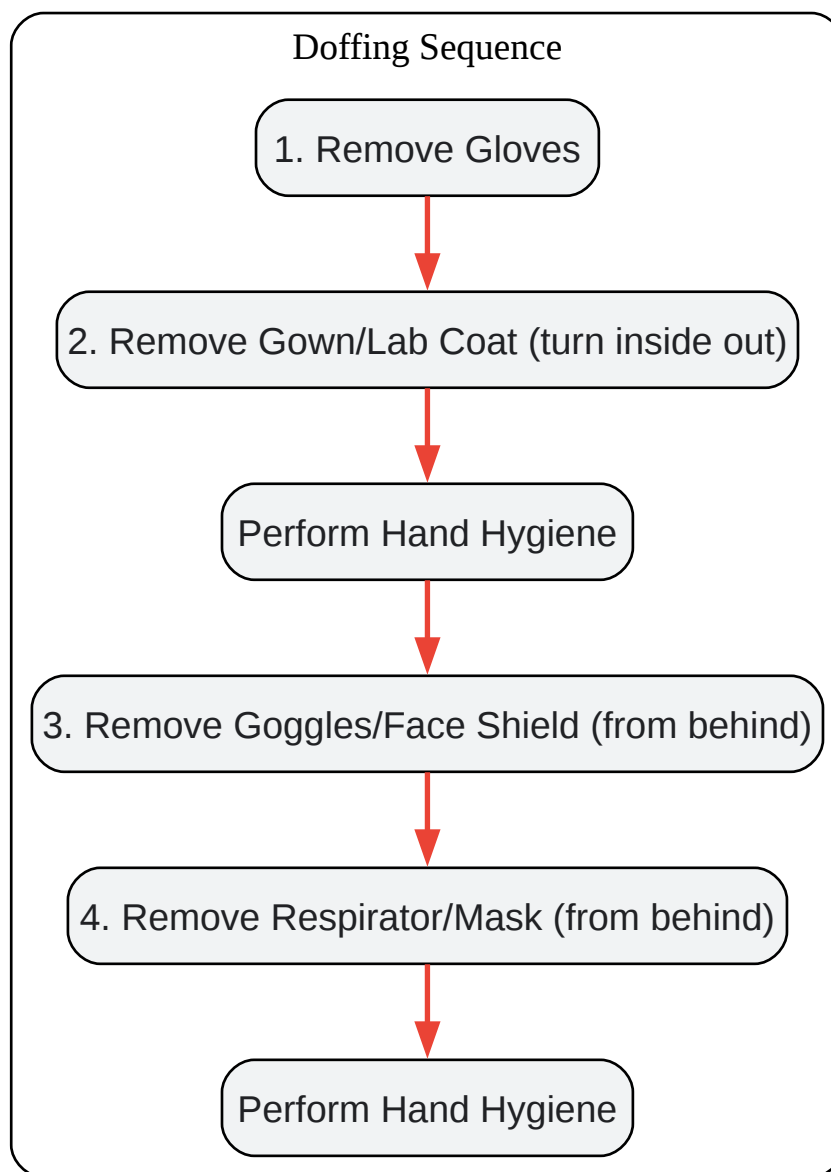 Doffing Sequence
1. Remove Gloves
2. Remove Gown/Lab Coat (turn inside out)
Perform Hand Hygiene
3. Remove Goggles/Face Shield (from behind)
4. Remove Respirator/Mask (from behind)
Perform Hand Hygiene